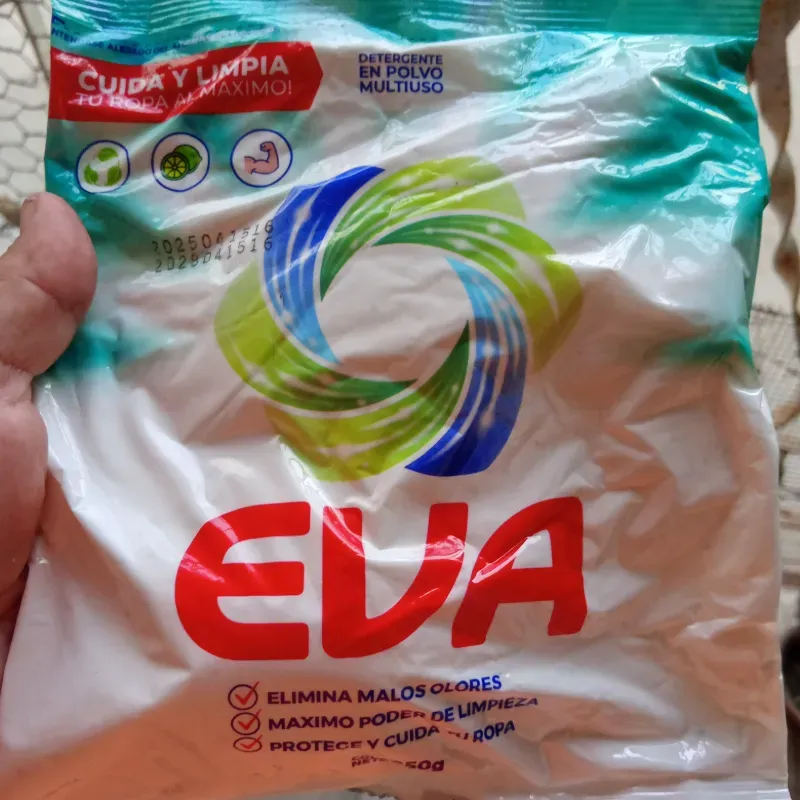 CUIDA Y LIMPIA
TU ROPA AL MAXIMO!
DETERGENTE
EN POLVO
MULTIUSO
2025041516
2028041516
EVA
ELIMINA MALOS OLORES
MAXIMO PODER DE LIMPIEZA
PROTEGE Y CUIDA TU ROPA